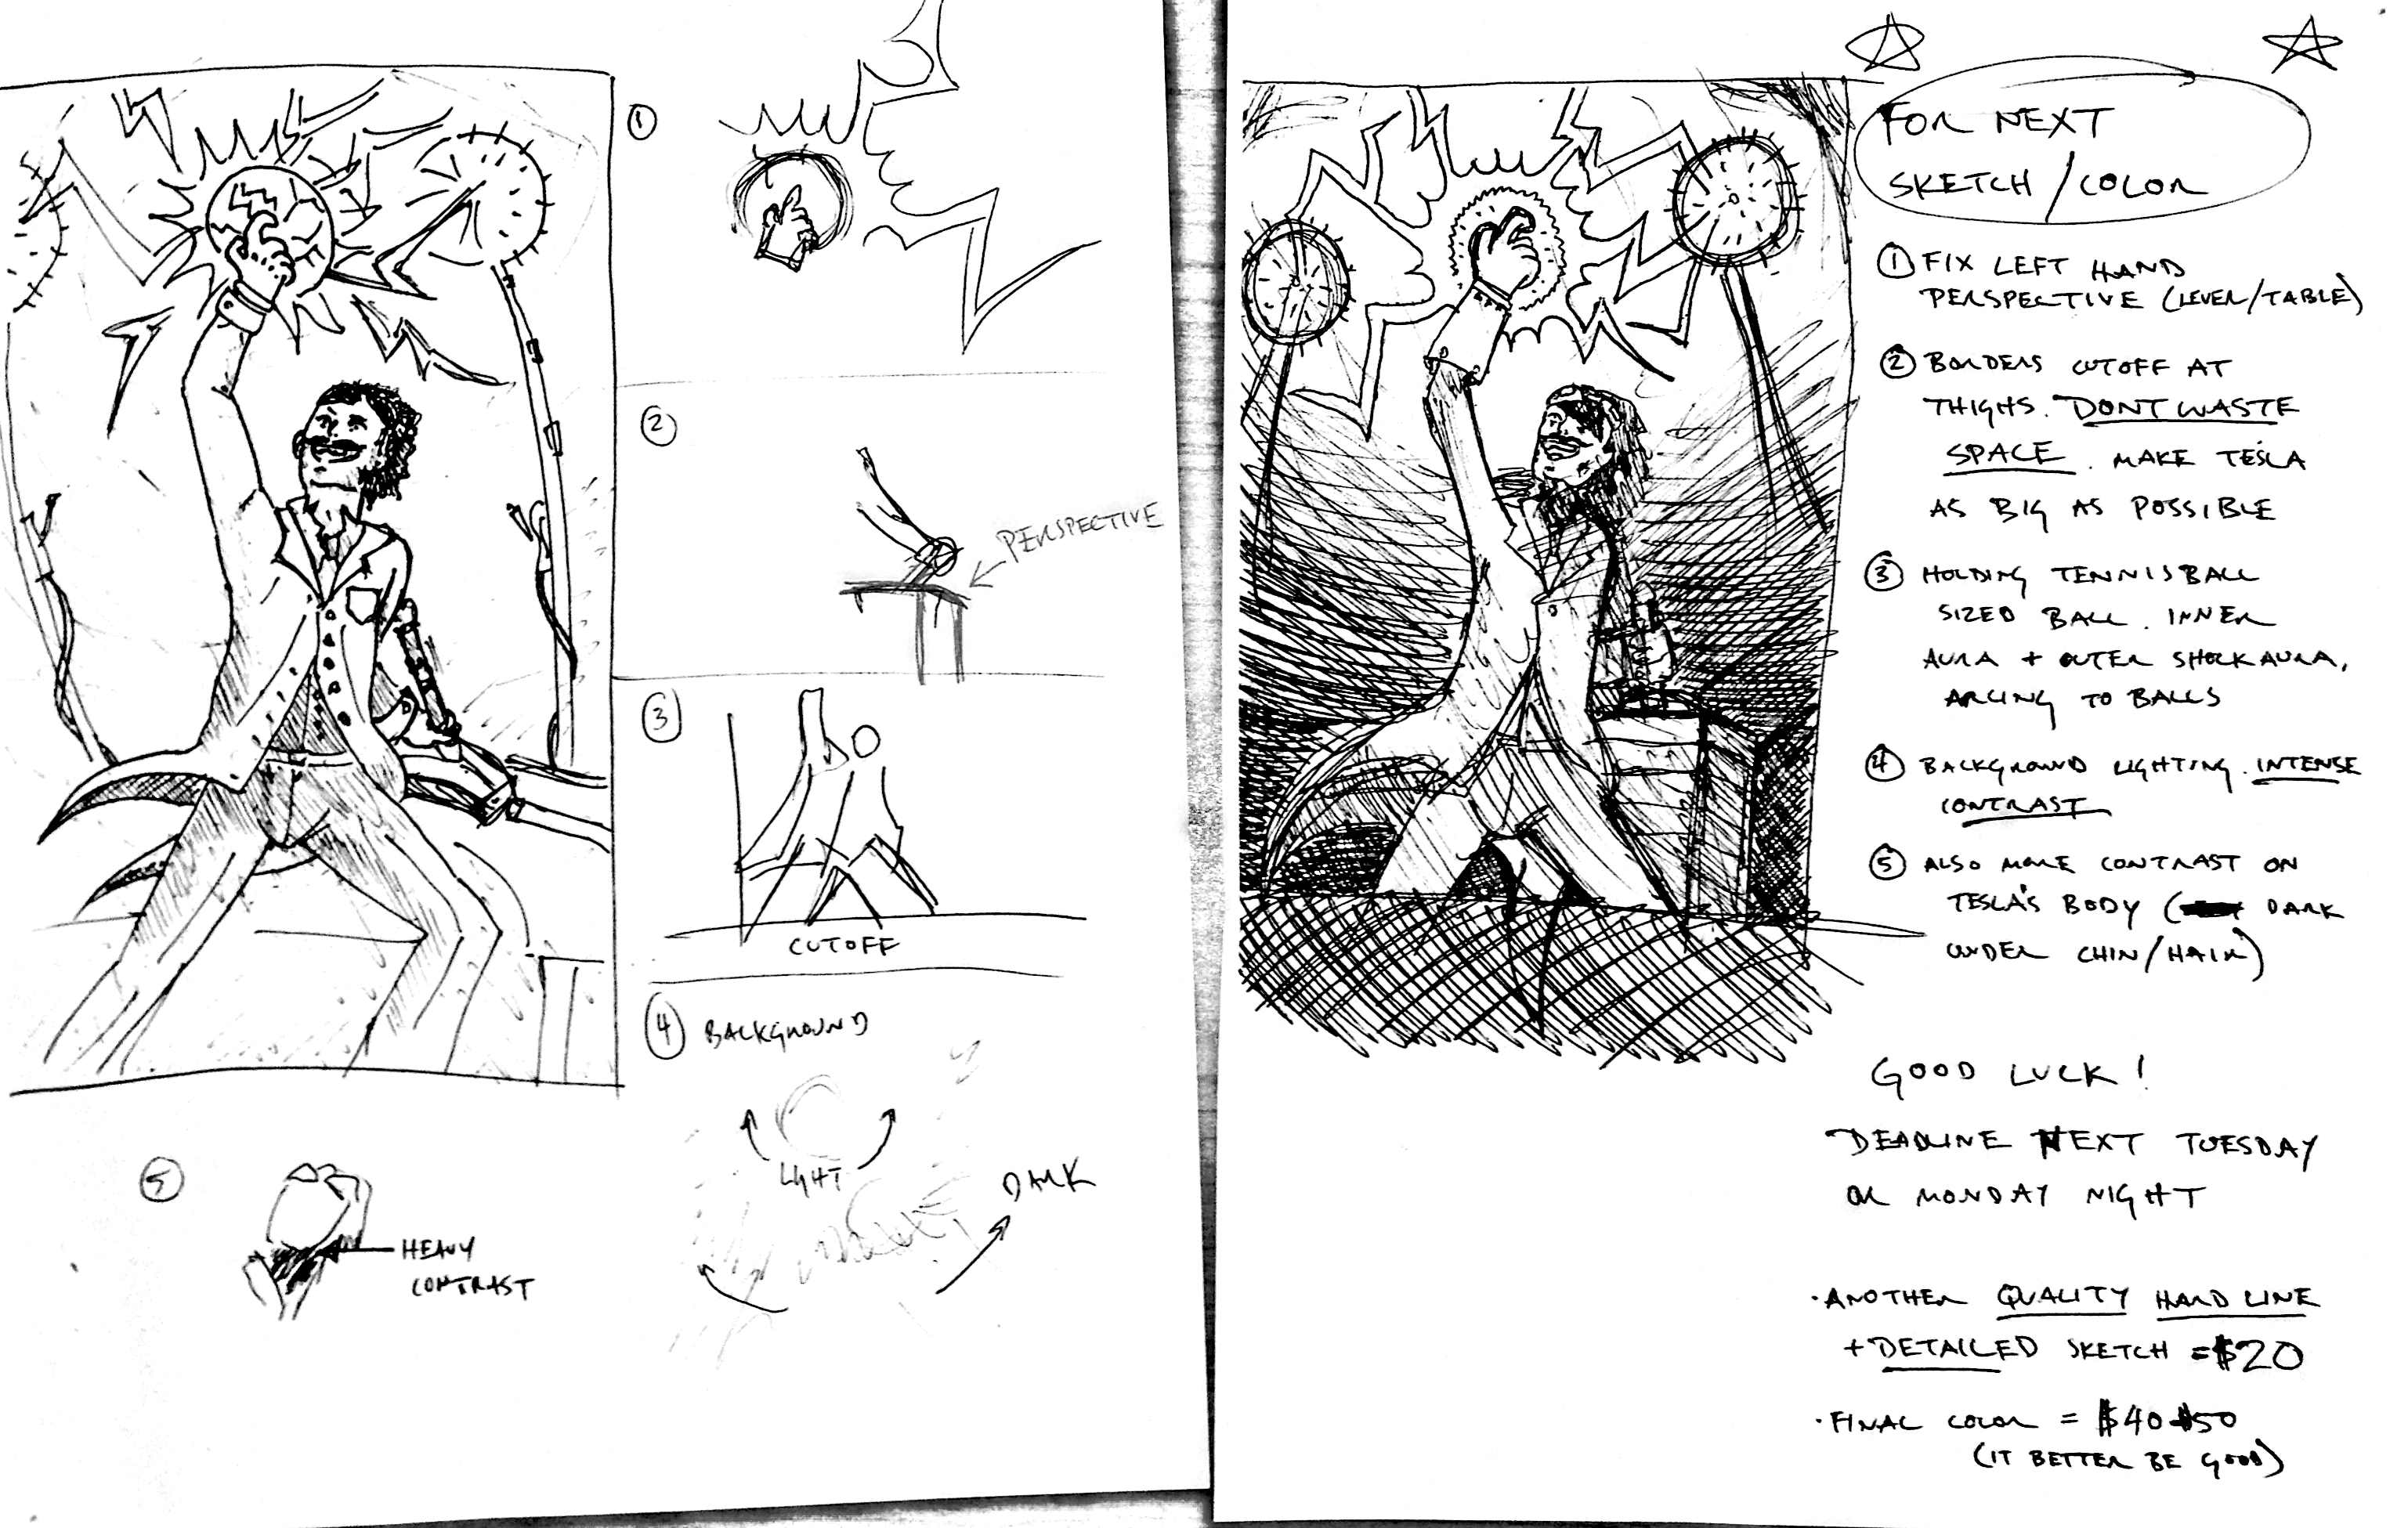 1
2
PERSPECTIVE
3
CUTOFF
4 BACKGROUND
LIGHT
DARK
5
HEAVY
CONTRAST
FOR NEXT
SKETCH / COLOR
1 FIX LEFT HAND
PERSPECTIVE (LEVER/TABLE)
2 BORDERS CUTOFF AT
THIGHS. DONT WASTE
SPACE. MAKE TESLA
AS BIG AS POSSIBLE
3 HOLDING TENNISBALL
SIZED BALL. INNER
AURA + OUTER SHOCK AURA,
ARCING TO BALLS
4 BACKGROUND LIGHTING. INTENSE
CONTRAST
5 ALSO MORE CONTRAST ON
TESLA'S BODY ( DARK
UNDER CHIN/HAIR)
GOOD LUCK!
DEADLINE NEXT TUESDAY
OR MONDAY NIGHT
· ANOTHER QUALITY HARD LINE
+ DETAILED SKETCH = $20
· FINAL COLOR = $40-$50
(IT BETTER BE GOOD)